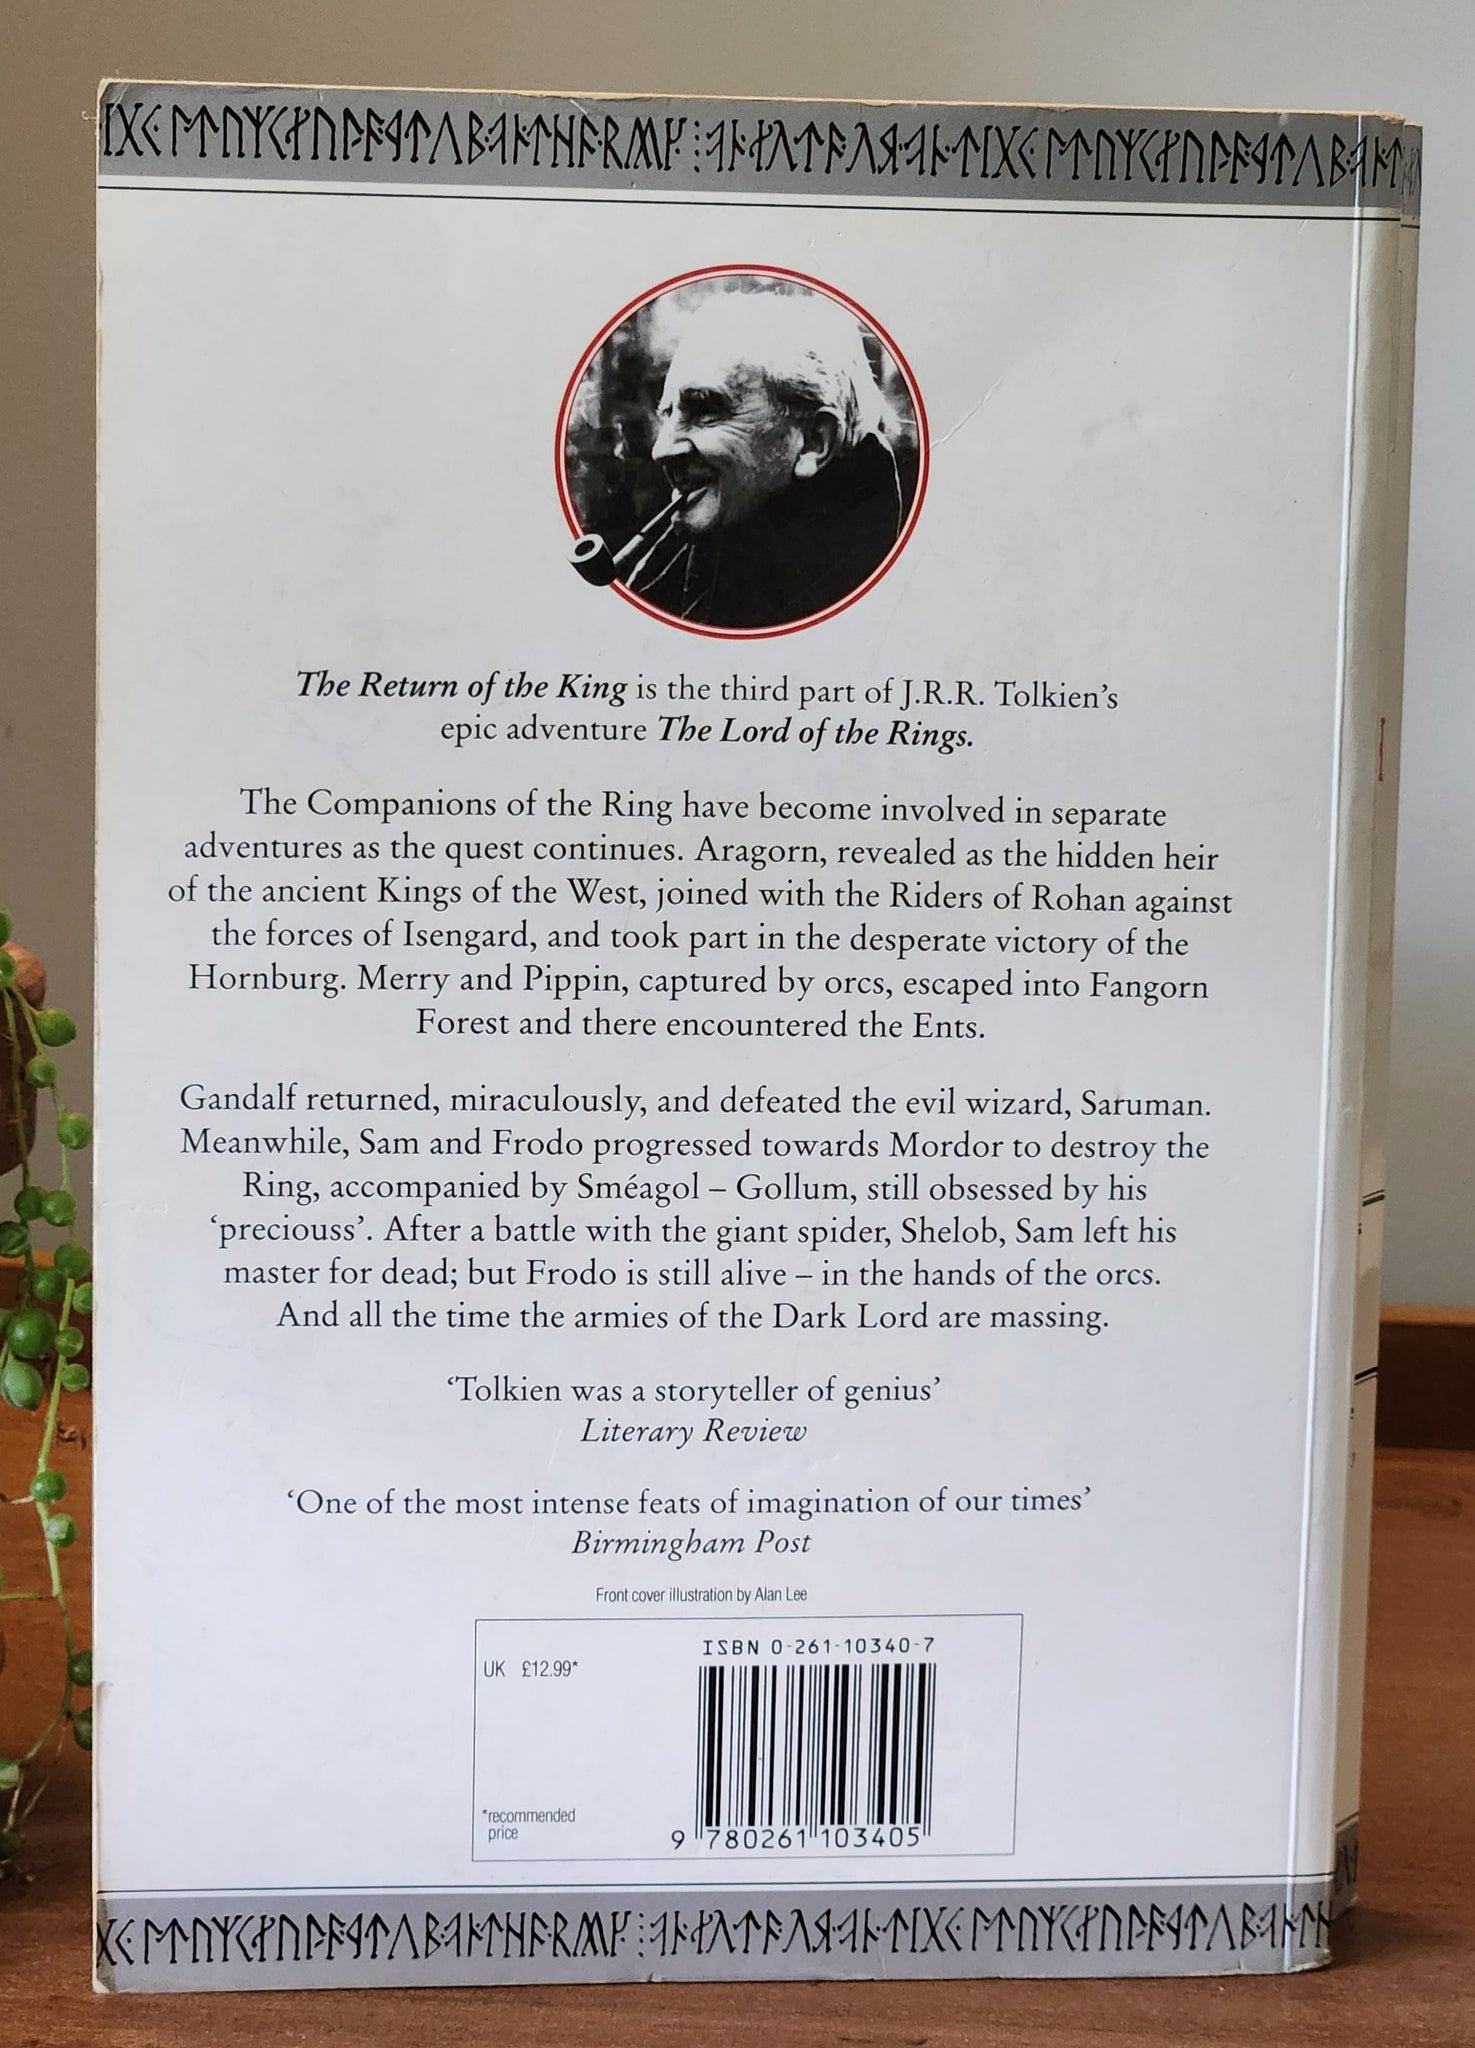 The Return of the King is the third part of J.R.R. Tolkien's
epic adventure The Lord of the Rings.
The Companions of the Ring have become involved in separate
adventures as the quest continues. Aragorn, revealed as the hidden heir
of the ancient Kings of the West, joined with the Riders of Rohan against
the forces of Isengard, and took part in the desperate victory of the
Hornburg. Merry and Pippin, captured by orcs, escaped into Fangorn
Forest and there encountered the Ents.
Gandalf returned, miraculously, and defeated the evil wizard, Saruman.
Meanwhile, Sam and Frodo progressed towards Mordor to destroy the
Ring, accompanied by Sméagol – Gollum, still obsessed by his
‘preciouss’. After a battle with the giant spider, Shelob, Sam left his
master for dead; but Frodo is still alive – in the hands of the orcs.
And all the time the armies of the Dark Lord are massing.
‘Tolkien was a storyteller of genius’
Literary Review
‘One of the most intense feats of imagination of our times’
Birmingham Post
Front cover illustration by Alan Lee
ISBN 0-261-10340-7
UK £12.99*
*recommended
price
9 780261 103405